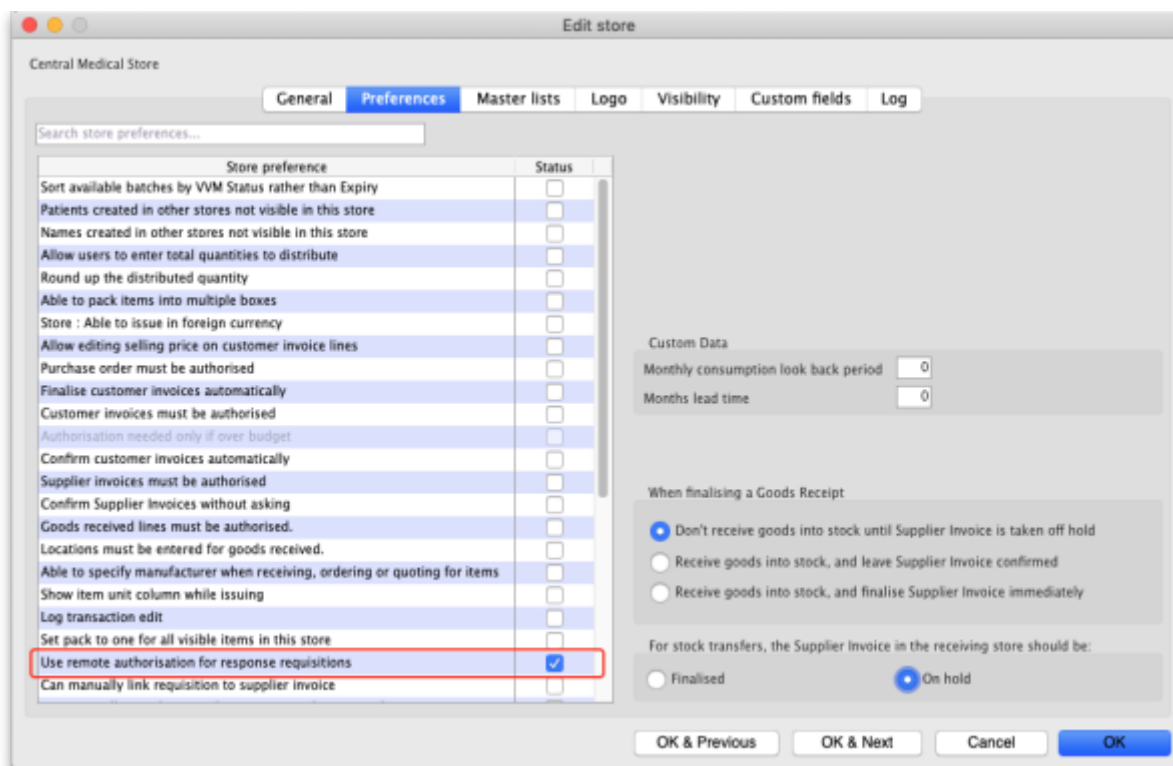 Edit store
Central Medical Store
General Preferences Master lists Logo Visibility Custom fields Log
Search store preferences...
Store preference Status
Sort available batches by VVM Status rather than Expiry
Patients created in other stores not visible in this store
Names created in other stores not visible in this store
Allow users to enter total quantities to distribute
Round up the distributed quantity
Able to pack items into multiple boxes
Store : Able to issue in foreign currency
Allow editing selling price on customer invoice lines
Purchase order must be authorised
Finalise customer invoices automatically
Customer invoices must be authorised
Authorisation needed only if over budget
Confirm customer invoices automatically
Supplier invoices must be authorised
Confirm Supplier Invoices without asking
Goods received lines must be authorised.
Locations must be entered for goods received.
Able to specify manufacturer when receiving, ordering or quoting for items
Show item unit column while issuing
Log transaction edit
Set pack to one for all visible items in this store
Use remote authorisation for response requisitions
Can manually link requisition to supplier invoice
Custom Data
Monthly consumption look back period 0
Months lead time 0
When finalising a Goods Receipt
Don't receive goods into stock until Supplier Invoice is taken off hold
Receive goods into stock, and leave Supplier Invoice confirmed
Receive goods into stock, and finalise Supplier Invoice immediately
For stock transfers, the Supplier Invoice in the receiving store should be:
Finalised On hold
OK & Previous OK & Next Cancel OK